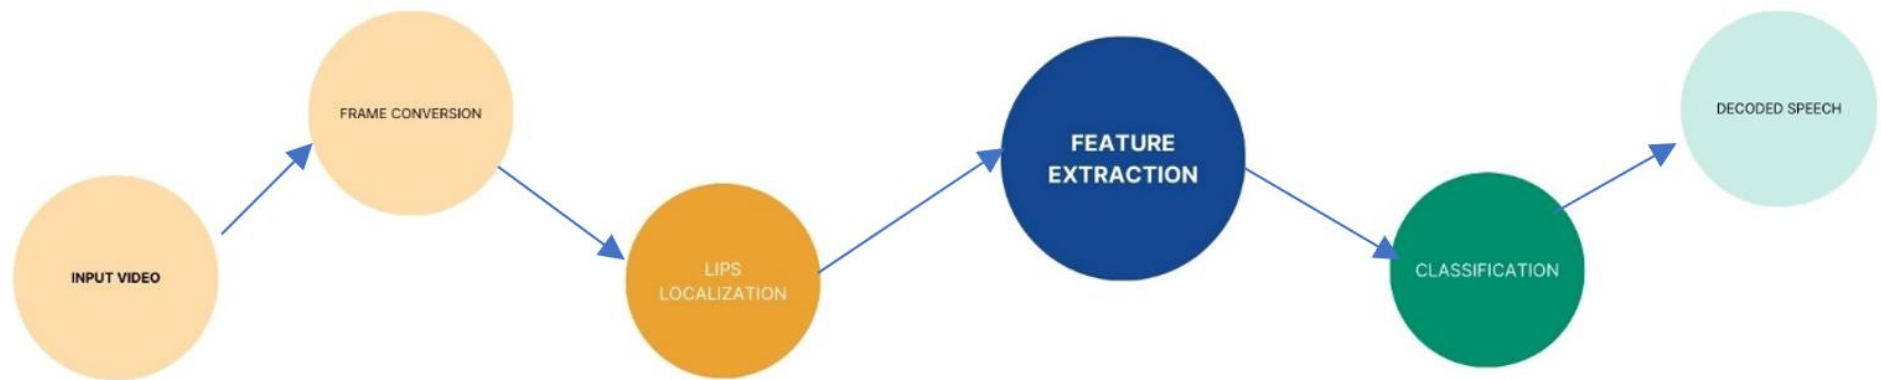 INPUT VIDEO
FRAME CONVERSION
LIPS
LOCALIZATION
FEATURE
EXTRACTION
CLASSIFICATION
DECODED SPEECH